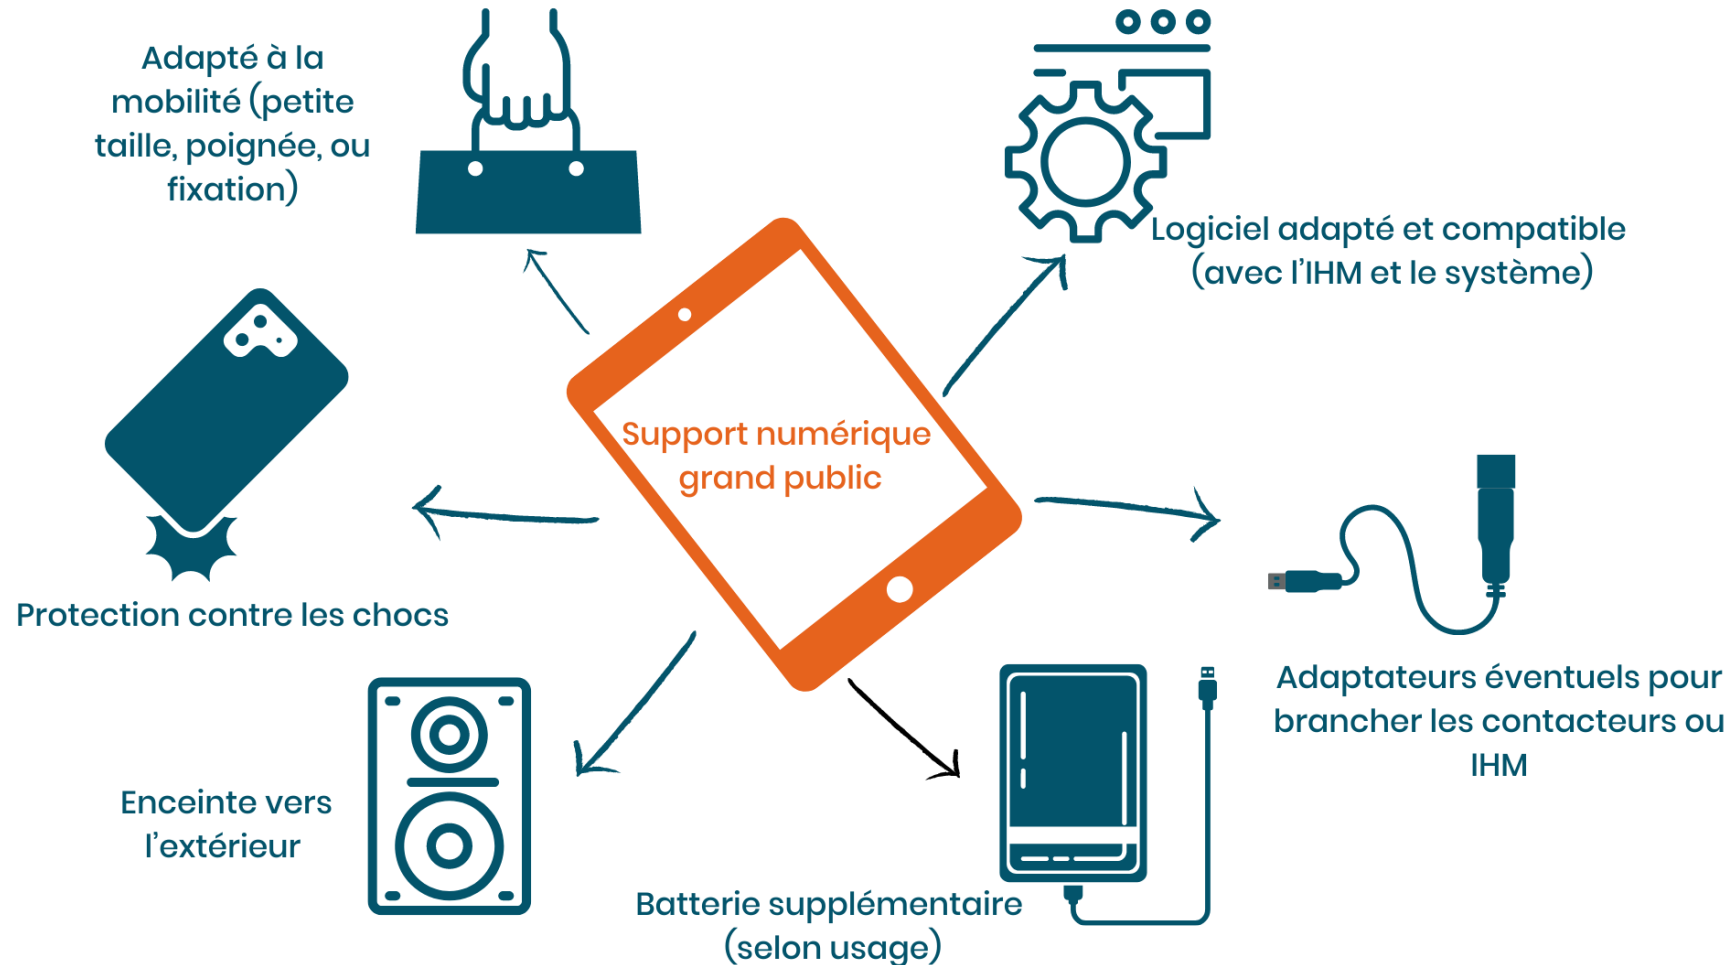 Adapté à la
mobilité (petite
taille, poignée, ou
fixation)
Logiciel adapté et compatible
(avec l'IHM et le système)
Support numérique
grand public
Protection contre les chocs
Adaptateurs éventuels pour
brancher les contacteurs ou
IHM
Enceinte vers
l'extérieur
Batterie supplémentaire
(selon usage)